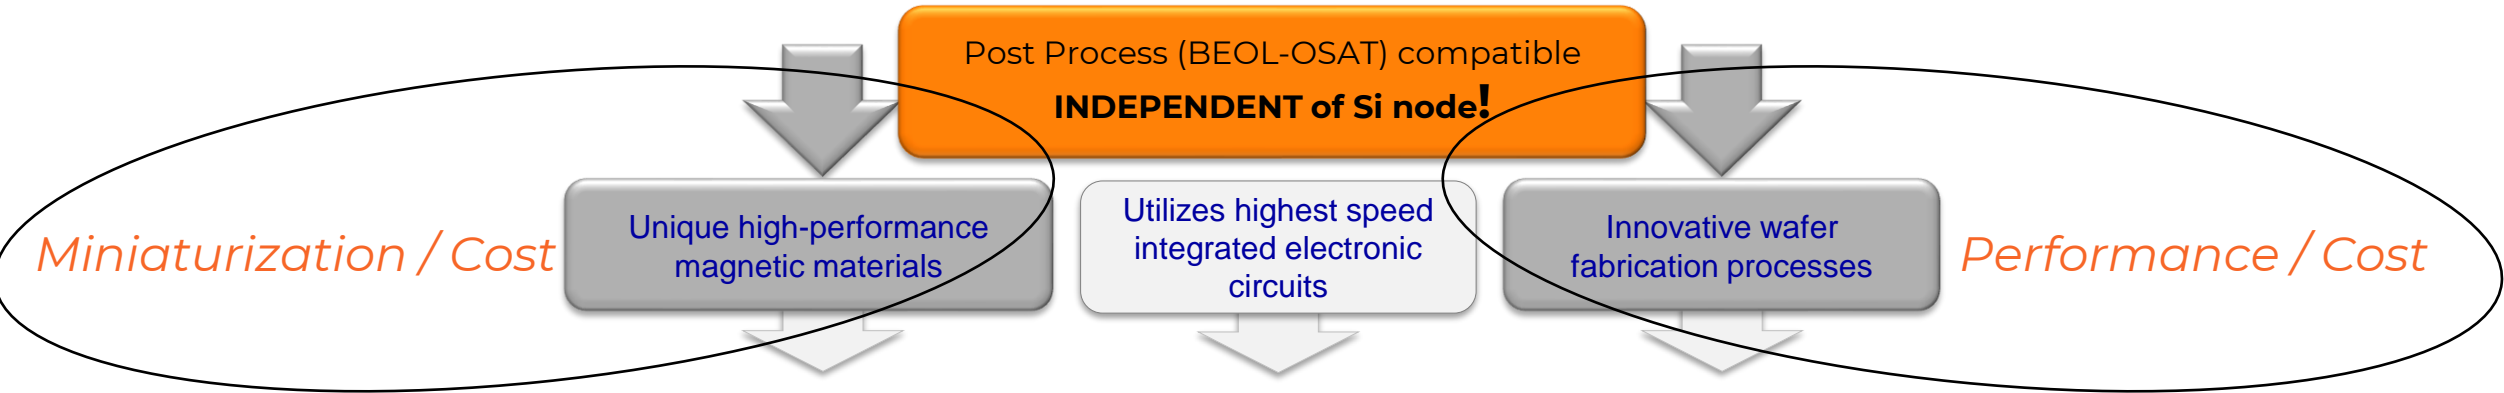 Post Process (BEOL-OSAT) compatible
INDEPENDENT of Si node!
Miniaturization / Cost
Unique high-performance
magnetic materials
Utilizes highest speed
integrated electronic
circuits
Innovative wafer
fabrication processes
Performance / Cost